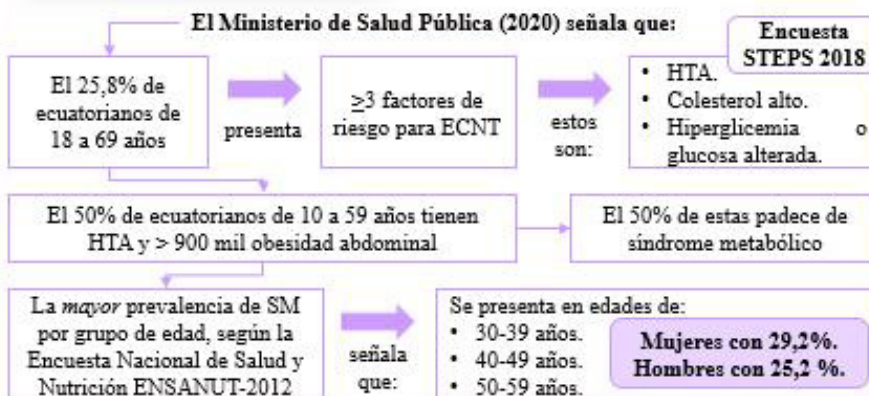 El Ministerio de Salud Pública (2020) señala que:
Encuesta
STEPS 2018
El 25,8% de
ecuatorianos de
18 a 69 años
presenta
≥3 factores de
riesgo para ECNT
estos
son:
• HTA.
• Colesterol alto.
• Hiperglicemia o
glucosa alterada.
El 50% de ecuatorianos de 10 a 59 años tienen
HTA y > 900 mil obesidad abdominal
El 50% de estas padece de
síndrome metabólico
La mayor prevalencia de SM
por grupo de edad, según la
Encuesta Nacional de Salud y
Nutrición ENSANUT-2012
señala
que:
Se presenta en edades de:
• 30-39 años.
• 40-49 años.
• 50-59 años.
Mujeres con 29,2%.
Hombres con 25,2 %.